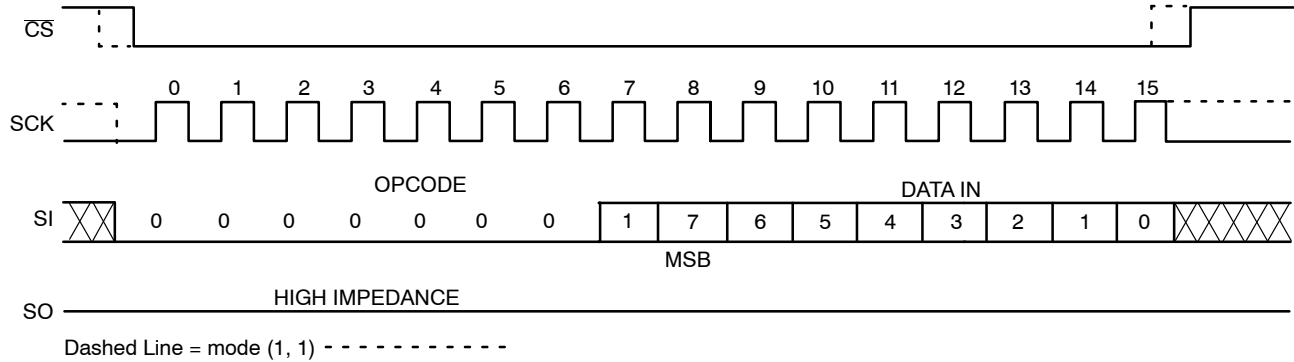 CS
0 1 2 3 4 5 6 7 8 9 10 11 12 13 14 15
SCK
OPCODE DATA IN
SI 0 0 0 0 0 0 0 1 7 6 5 4 3 2 1 0
MSB
HIGH IMPEDANCE
SO
Dashed Line = mode (1, 1)